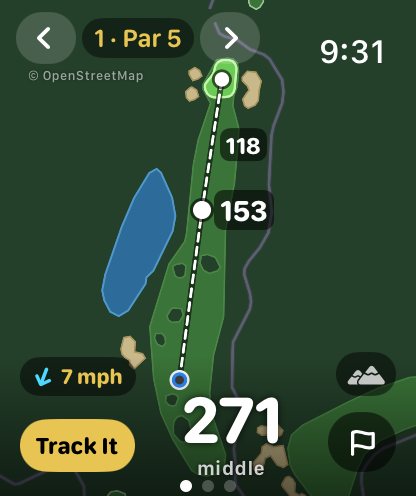 1 · Par 5
9:31
© OpenStreetMap
118
153
7 mph
271
Track It
middle